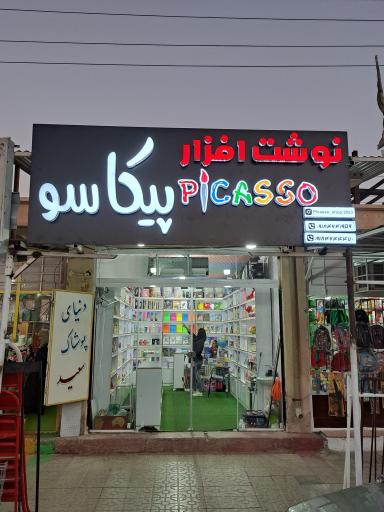 نوشت افزار
پیکاسو
PICASSO
دنیای
پوشاک
سعید